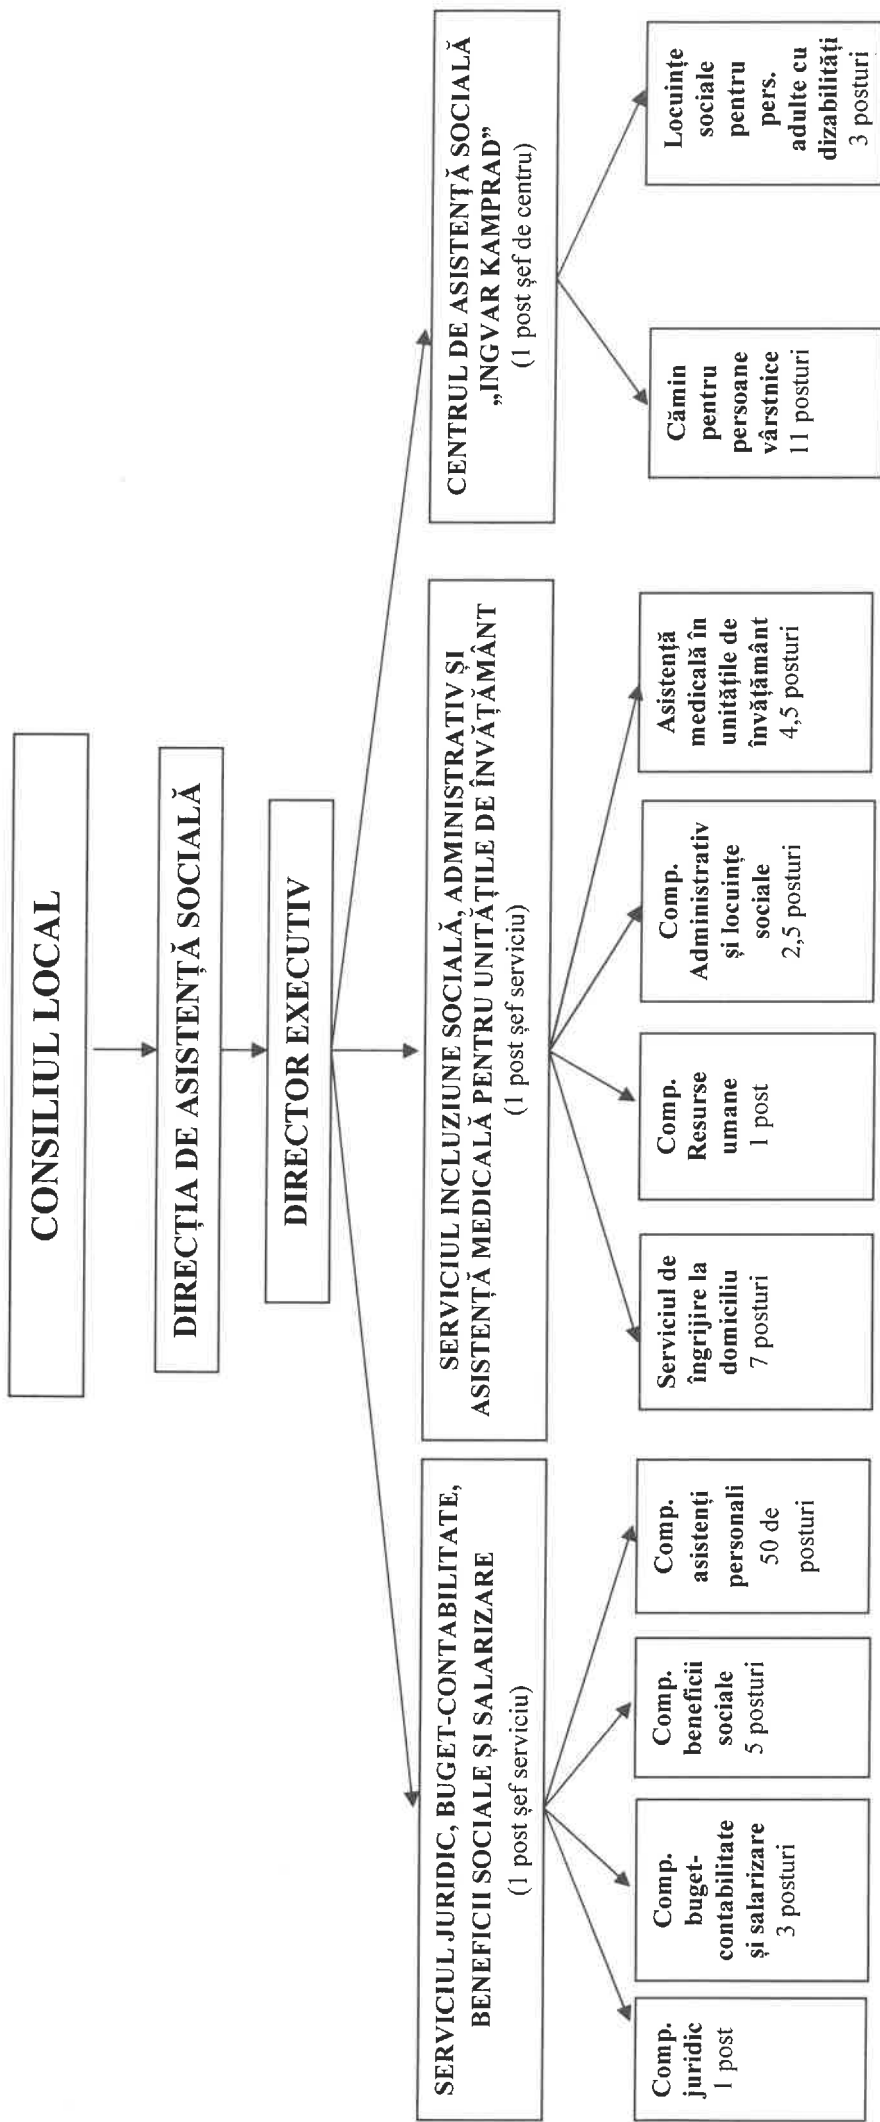 CONSILIUL LOCAL
DIRECȚIA DE ASISTENȚĂ SOCIALĂ
DIRECTOR EXECUTIV
SERVICIUL JURIDIC, BUGET-CONTABILITATE,
BENEFICII SOCIALE ȘI SALARIZARE
(1 post șef serviciu)
SERVICIUL INCLUZIUNE SOCIALĂ, ADMINISTRATIV ȘI
ASISTENȚĂ MEDICALĂ PENTRU UNITĂȚILE DE ÎNVĂȚĂMÂNT
(1 post șef serviciu)
CENTRUL DE ASISTENȚĂ SOCIALĂ
„INGVAR KAMPRAD”
(1 post șef de centru)
Comp.
juridic
1 post
Comp.
buget-
contabilitate
și salarizare
3 posturi
Comp.
beneficii
sociale
5 posturi
Comp.
asistenți
personali
50 de
posturi
Serviciul de
îngrijire la
domiciliu
7 posturi
Comp.
Resurse
umane
1 post
Comp.
Administrativ
și locuințe
sociale
2,5 posturi
Asistență
medicală în
unitățile de
învățământ
4,5 posturi
Cămin
pentru
persoane
vârstnice
11 posturi
Locuințe
sociale
pentru
pers.
adulte cu
dizabilități
3 posturi